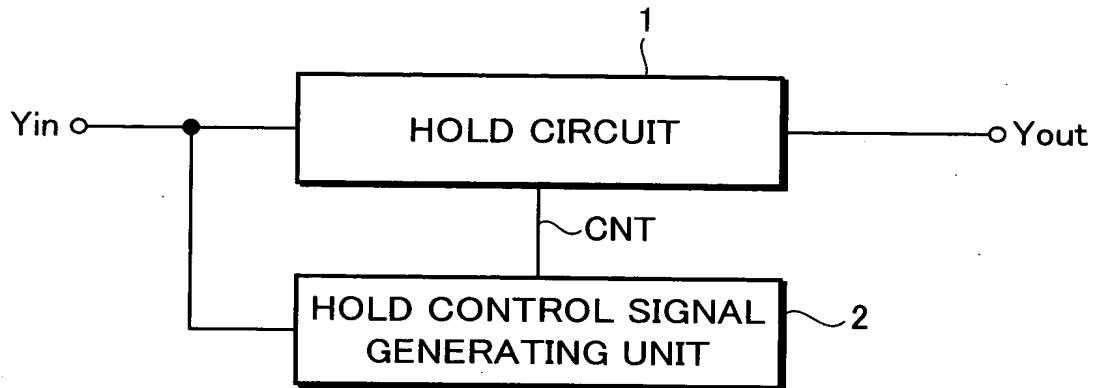 1
Yin
HOLD CIRCUIT
Yout
CNT
HOLD CONTROL SIGNAL
GENERATING UNIT
2